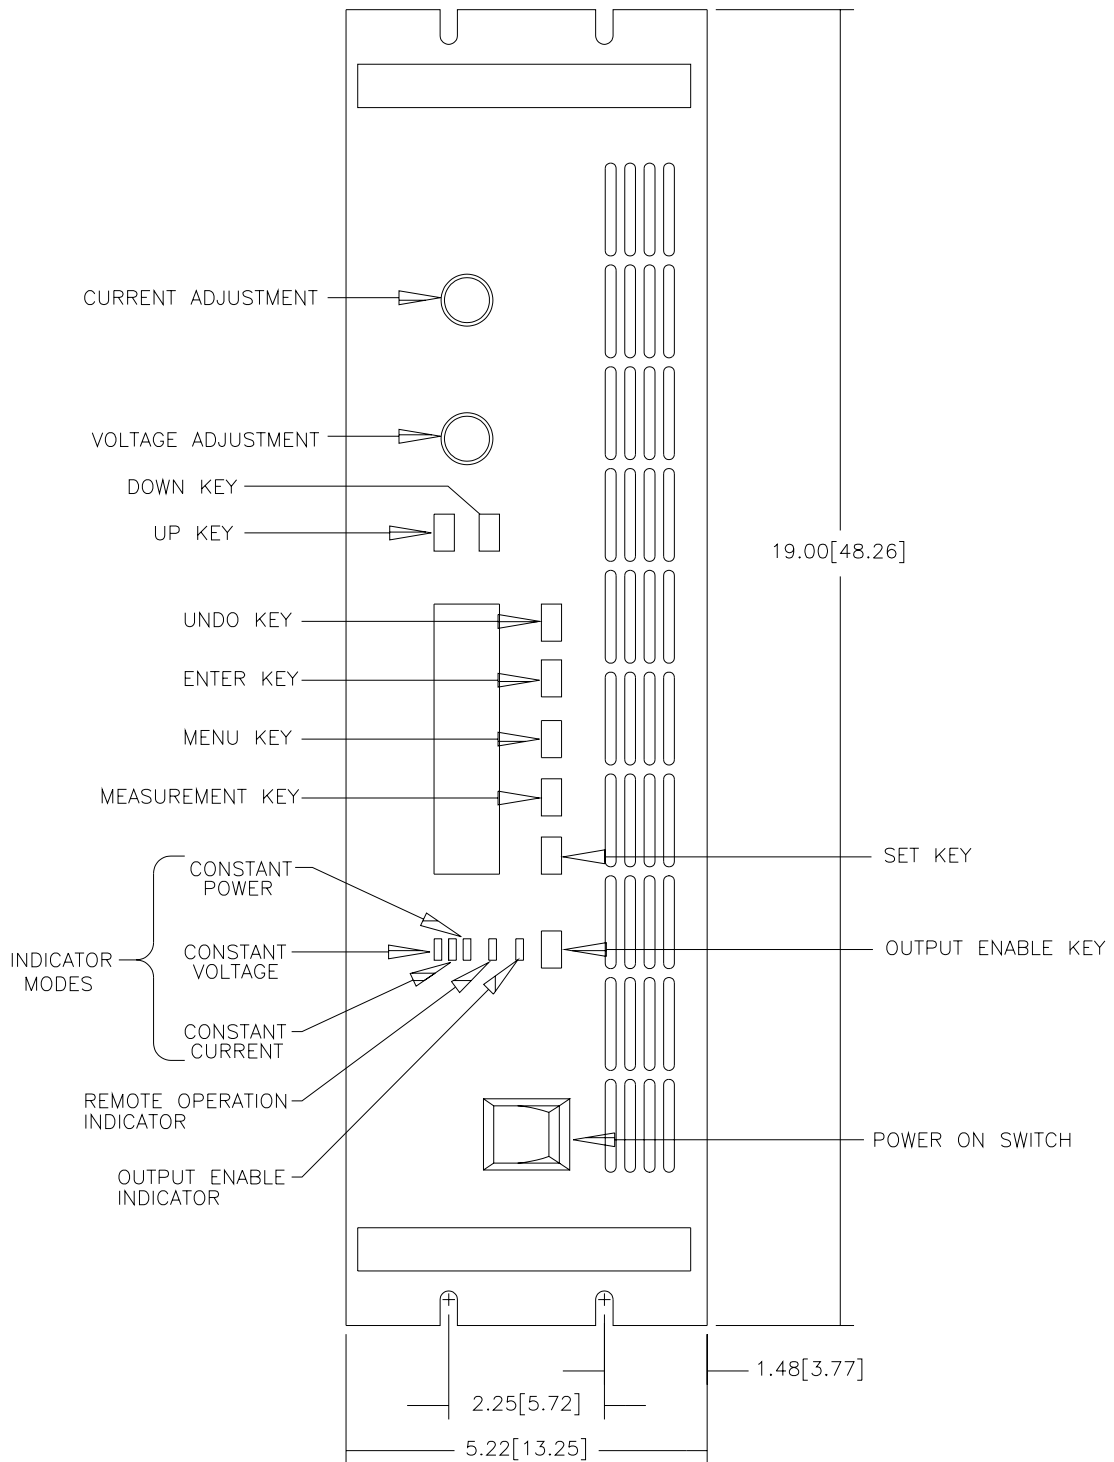 CURRENT ADJUSTMENT
VOLTAGE ADJUSTMENT
DOWN KEY
UP KEY
19.00[48.26]
UNDO KEY
ENTER KEY
MENU KEY
MEASUREMENT KEY
SET KEY
CONSTANT
POWER
OUTPUT ENABLE KEY
CONSTANT
VOLTAGE
INDICATOR
MODES
CONSTANT
CURRENT
REMOTE OPERATION
INDICATOR
POWER ON SWITCH
OUTPUT ENABLE
INDICATOR
1.48[3.77]
2.25[5.72]
5.22[13.25]